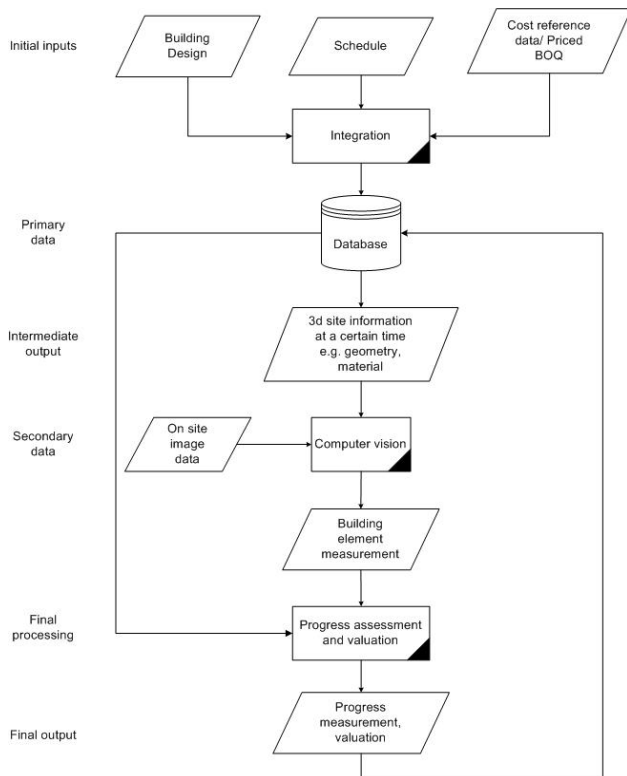 Initial inputs
Building
Design
Schedule
Cost reference
data/ Priced
BOQ
Integration
Primary
data
Database
Intermediate
output
3d site information
at a certain time
e.g. geometry,
material
Secondary
data
On site
image
data
Computer vision
Building
element
measurement
Final
processing
Progress assessment
and valuation
Final output
Progress
measurement,
valuation